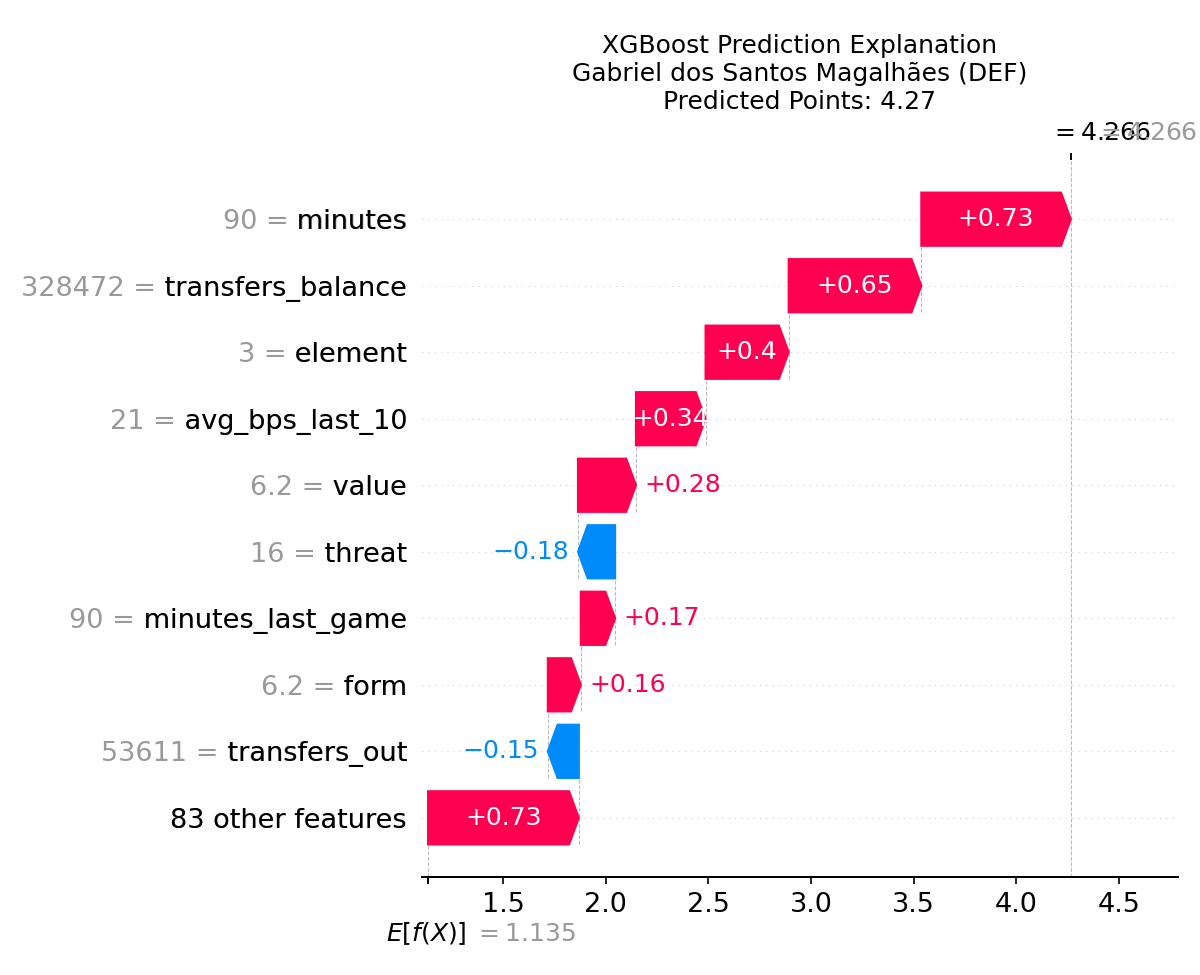 XGBoost Prediction Explanation
Gabriel dos Santos Magalhães (DEF)
Predicted Points: 4.27
= 4.266 = 4.266
90 = minutes +0.73
328472 = transfers_balance +0.65
3 = element +0.4
21 = avg_bps_last_10 +0.34
6.2 = value +0.28
16 = threat −0.18
90 = minutes_last_game +0.17
6.2 = form +0.16
53611 = transfers_out −0.15
83 other features +0.73
1.5 2.0 2.5 3.0 3.5 4.0 4.5
E[f(X)] = 1.135